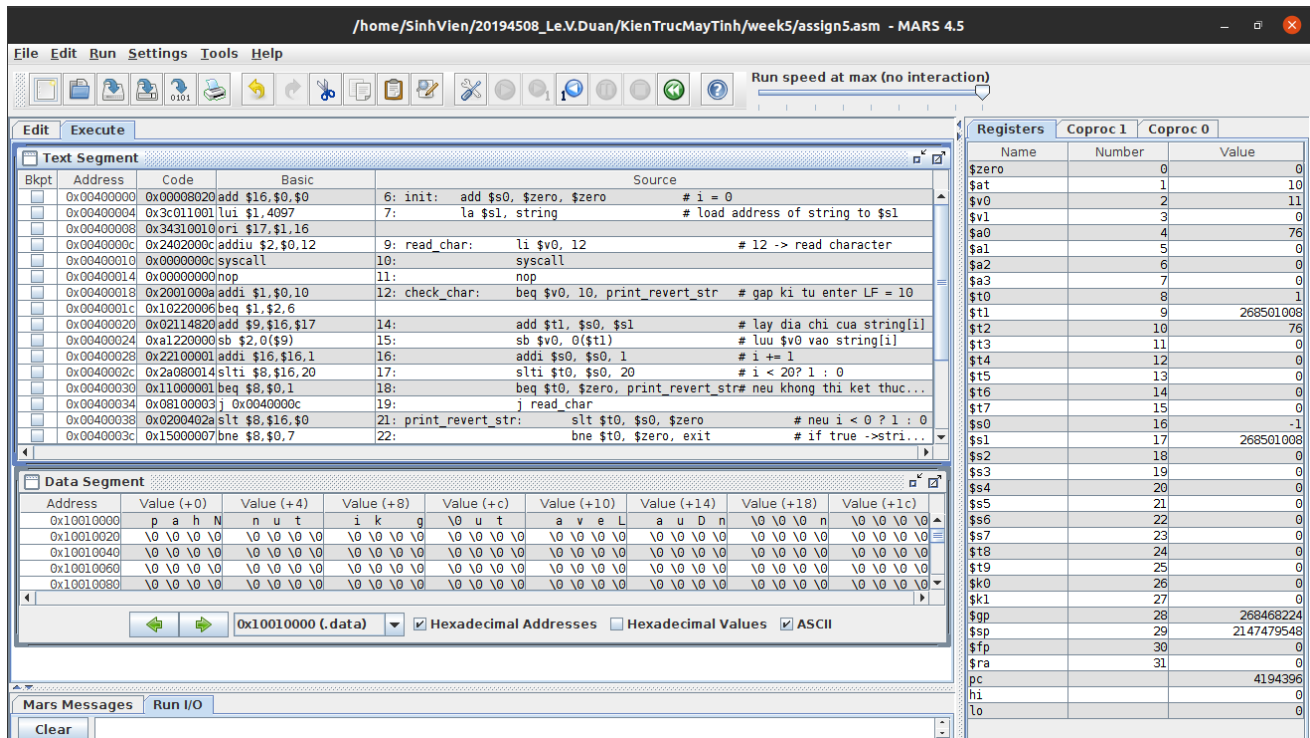 /home/SinhVien/20194508_Le.V.Duan/KienTrucMayTinh/week5/assign5.asm - MARS 4.5
File Edit Run Settings Tools Help
Run speed at max (no interaction)
Edit Execute
Text Segment
Bkpt Address Code Basic Source
0x00400000 0x00008020 add $16,$0,$0 6: init: add $s0, $zero, $zero # i = 0
0x00400004 0x3c011001 lui $1,4097 7: la $s1, string # load address of string to $s1
0x00400008 0x34310010 ori $17,$1,16
0x0040000c 0x2402000c addiu $2,$0,12 9: read_char: li $v0, 12 # 12 -> read character
0x00400010 0x0000000c syscall 10: syscall
0x00400014 0x00000000 nop 11: nop
0x00400018 0x2001000a addi $1,$0,10 12: check_char: beq $v0, 10, print_revert_str # gap ki tu enter LF = 10
0x0040001c 0x10220006 beq $1,$2,6
0x00400020 0x02114820 add $9,$16,$17 14: add $t1, $s0, $s1 # lay dia chi cua string[i]
0x00400024 0xa1220000 sb $2,0($9) 15: sb $v0, 0($t1) # luu $v0 vao string[i]
0x00400028 0x22100001 addi $16,$16,1 16: addi $s0, $s0, 1 # i += 1
0x0040002c 0x2a080014 slti $8,$16,20 17: slti $t0, $s0, 20 # i < 20? 1 : 0
0x00400030 0x11000001 beq $8,$0,1 18: beq $t0, $zero, print_revert_str# neu khong thi ket thuc...
0x00400034 0x08100003 j 0x0040000c 19: j read_char
0x00400038 0x0200402a slt $8,$16,$0 21: print_revert_str: slt $t0, $s0, $zero # neu i < 0 ? 1 : 0
0x0040003c 0x15000007 bne $8,$0,7 22: bne $t0, $zero, exit # if true ->stri...
Data Segment
Address Value (+0) Value (+4) Value (+8) Value (+c) Value (+10) Value (+14) Value (+18) Value (+1c)
0x10010000 p a h N n u t i k g \0 u t a v e L a u D n \0 \0 \0 n \0 \0 \0 \0
0x10010020 \0 \0 \0 \0 \0 \0 \0 \0 \0 \0 \0 \0 \0 \0 \0 \0 \0 \0 \0 \0 \0 \0 \0 \0 \0 \0 \0 \0 \0 \0 \0 \0
0x10010040 \0 \0 \0 \0 \0 \0 \0 \0 \0 \0 \0 \0 \0 \0 \0 \0 \0 \0 \0 \0 \0 \0 \0 \0 \0 \0 \0 \0 \0 \0 \0 \0
0x10010060 \0 \0 \0 \0 \0 \0 \0 \0 \0 \0 \0 \0 \0 \0 \0 \0 \0 \0 \0 \0 \0 \0 \0 \0 \0 \0 \0 \0 \0 \0 \0 \0
0x10010080 \0 \0 \0 \0 \0 \0 \0 \0 \0 \0 \0 \0 \0 \0 \0 \0 \0 \0 \0 \0 \0 \0 \0 \0 \0 \0 \0 \0 \0 \0 \0 \0
0x10010000 (.data) Hexadecimal Addresses Hexadecimal Values ASCII
Mars Messages Run I/O
Clear
Registers Coproc 1 Coproc 0
Name Number Value
$zero 0 0
$at 1 10
$v0 2 11
$v1 3 0
$a0 4 76
$a1 5 0
$a2 6 0
$a3 7 0
$t0 8 1
$t1 9 268501008
$t2 10 76
$t3 11 0
$t4 12 0
$t5 13 0
$t6 14 0
$t7 15 0
$s0 16 -1
$s1 17 268501008
$s2 18 0
$s3 19 0
$s4 20 0
$s5 21 0
$s6 22 0
$s7 23 0
$t8 24 0
$t9 25 0
$k0 26 0
$k1 27 0
$gp 28 268468224
$sp 29 2147479548
$fp 30 0
$ra 31 0
pc 4194396
hi 0
lo 0